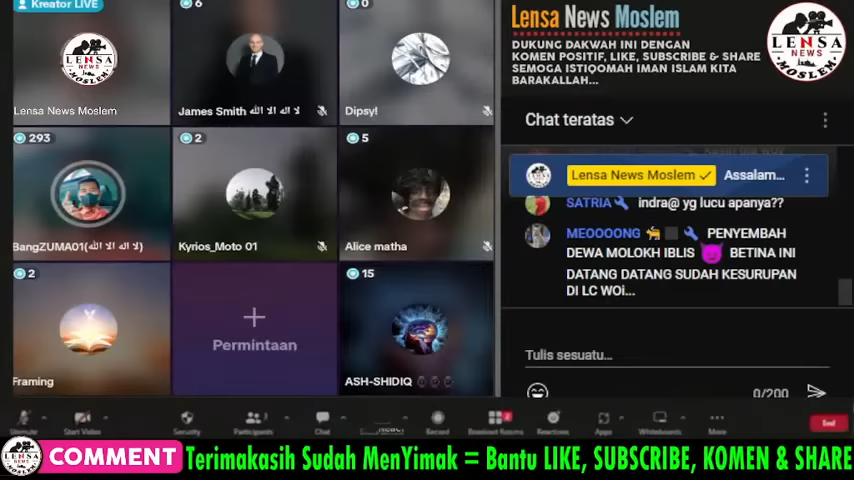 Kreator LIVE
6
0
Lensa News Moslem
James Smith لا اله الا الله
Dipsy!
293
2
5
BangZUMA01(لا اله الا الله)
Kyrios_Moto 01
Alice matha
2
Permintaan
15
Framing
ASH-SHIDIQ
Lensa News Moslem
DUKUNG DAKWAH INI DENGAN
KOMEN POSITIF, LIKE, SUBSCRIBE & SHARE
SEMOGA ISTIQOMAH IMAN ISLAM KITA
BARAKALLAH...
LENSA
NEWS
MOSLEM
Chat teratas
Lensa News Moslem Assalam...
SATRIA indra@ yg lucu apanya??
MEOOOONG PENYEMBAH
DEWA MOLOKH IBLIS BETINA INI
DATANG DATANG SUDAH KESURUPAN
DI LC WOi...
Tulis sesuatu...
0/200
Start Video
Security
Participants
Chat
Record
Breakout Rooms
Reactions
Apps
Whiteboards
More
End
COMMENT Terimakasih Sudah MenYimak = Bantu LIKE, SUBSCRIBE, KOMEN & SHARE